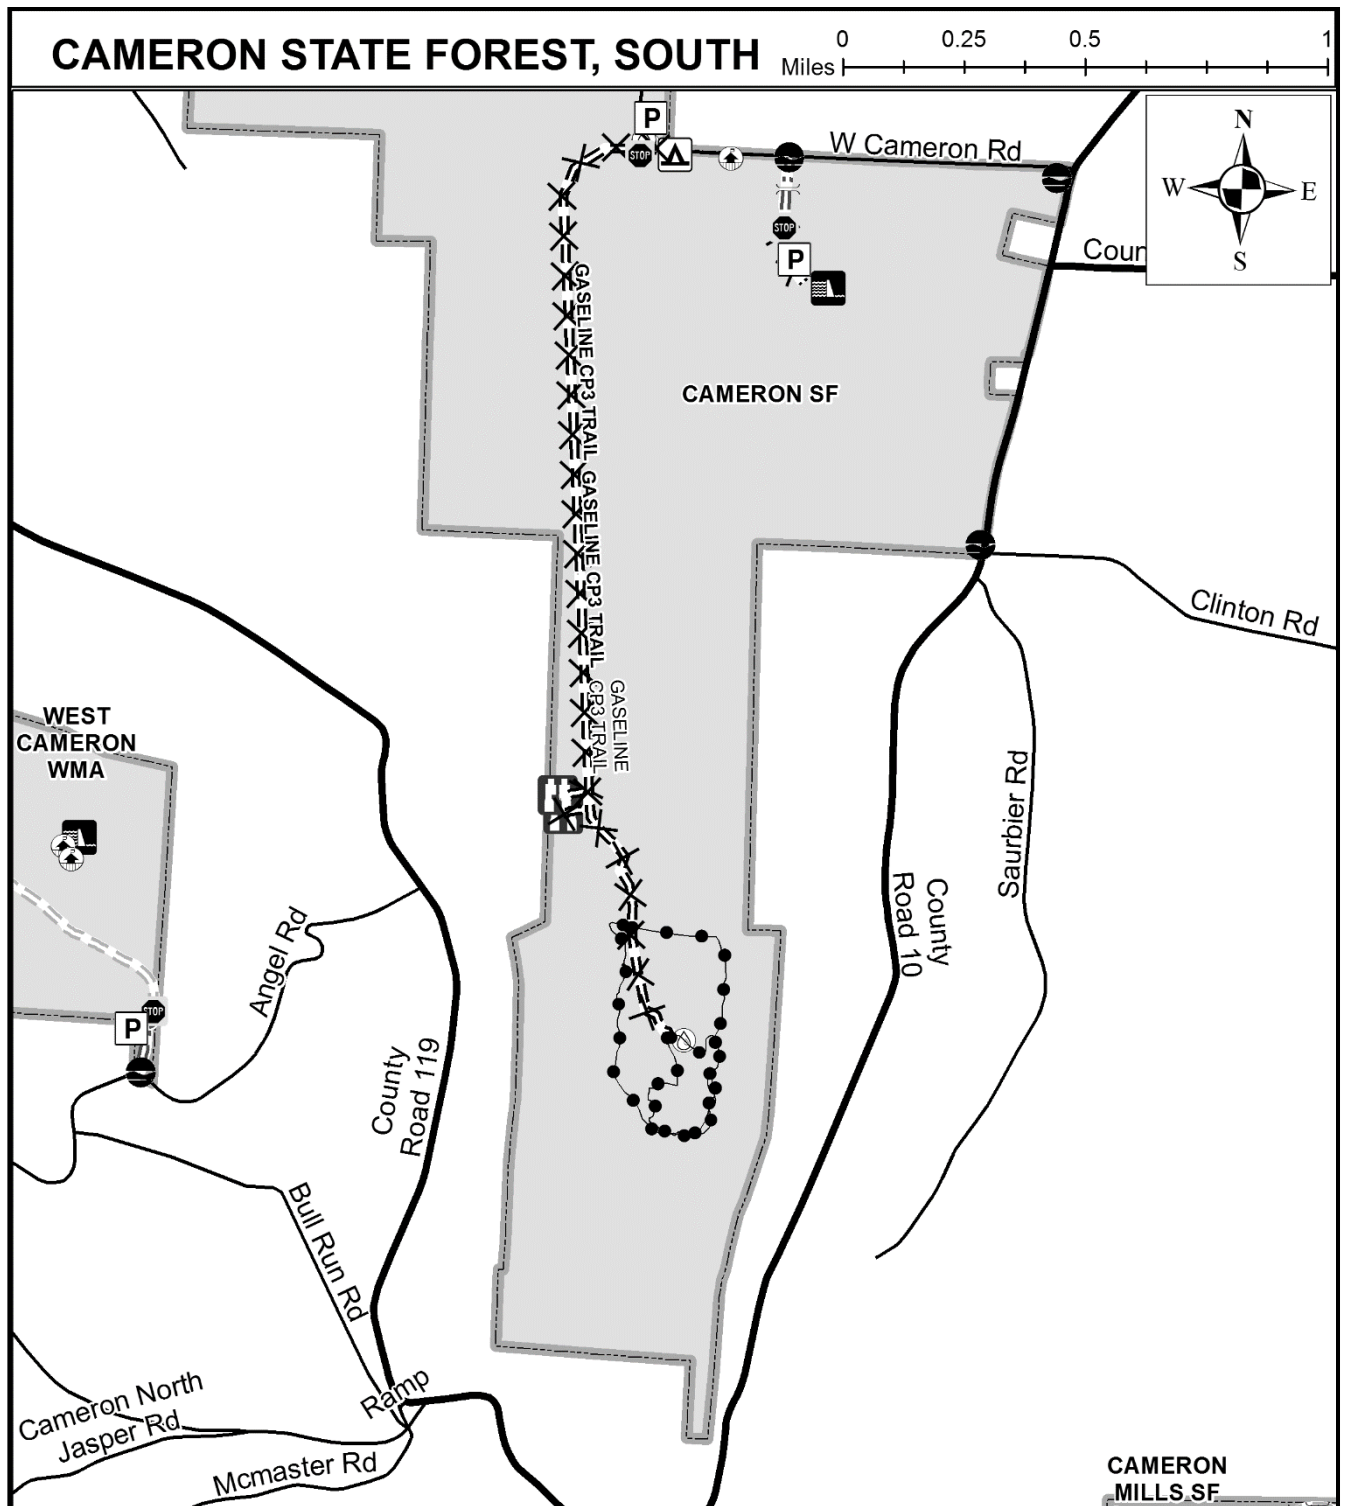 CAMERON STATE FOREST, SOUTH
0 0.25 0.5 1
Miles
P
STOP
W Cameron Rd
N
W E
S
STOP
P
Coun
GASELINE CP3 TRAIL
CAMERON SF
GASELINE CP3 TRAIL
Clinton Rd
GASELINE
CP3 TRAIL
WEST
CAMERON
WMA
Saurbier Rd
County
Road 10
Angel Rd
STOP
P
County
Road 119
Bull Run Rd
Ramp
Cameron North
Jasper Rd
Mcmaster Rd
CAMERON
MILLS SF